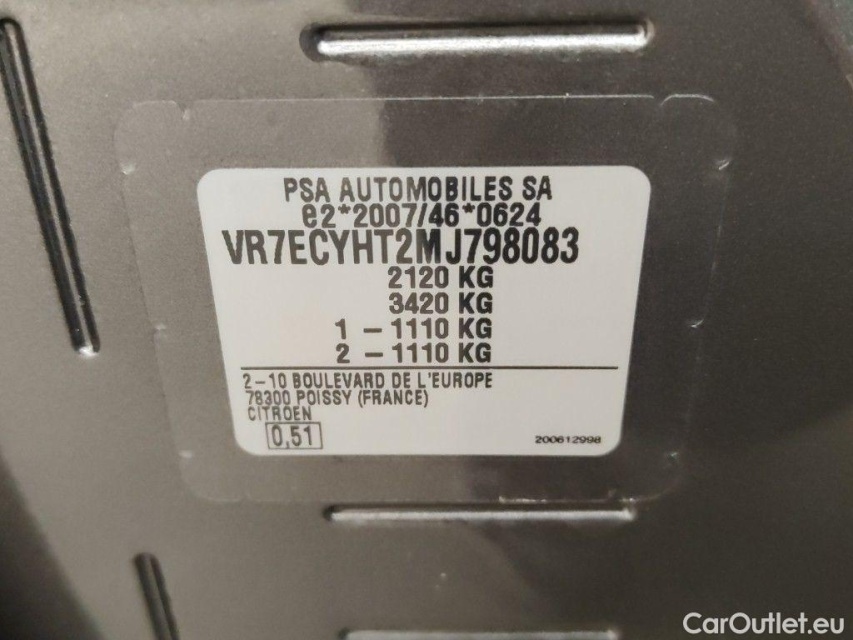 PSA AUTOMOBILES SA
e2*2007/46*0624
VR7ECYHT2MJ798083
2120 KG
3420 KG
1 – 1110 KG
2 – 1110 KG
2-10 BOULEVARD DE L'EUROPE
78300 POISSY (FRANCE)
CITROEN
0,51
200612998
CarOutlet.eu